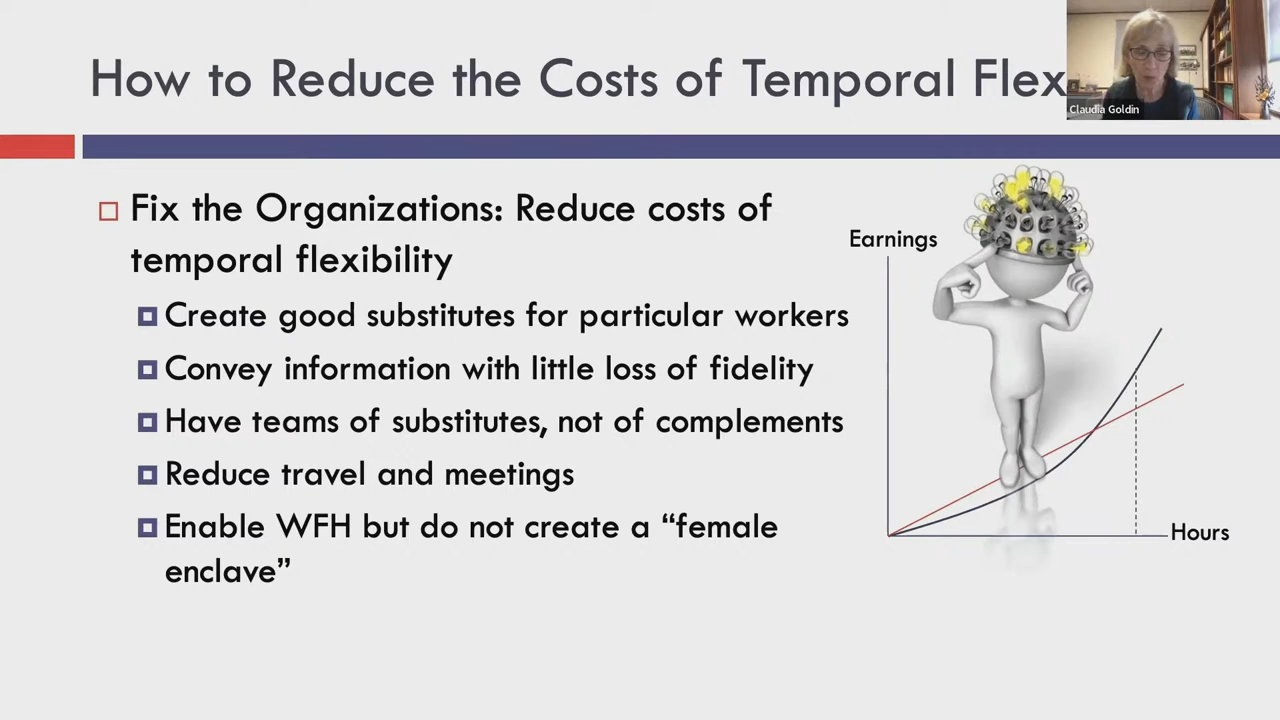 How to Reduce the Costs of Temporal Flex
Claudia Goldin
Fix the Organizations: Reduce costs of
temporal flexibility
Create good substitutes for particular workers
Convey information with little loss of fidelity
Have teams of substitutes, not of complements
Reduce travel and meetings
Enable WFH but do not create a “female
enclave”
Earnings
Hours